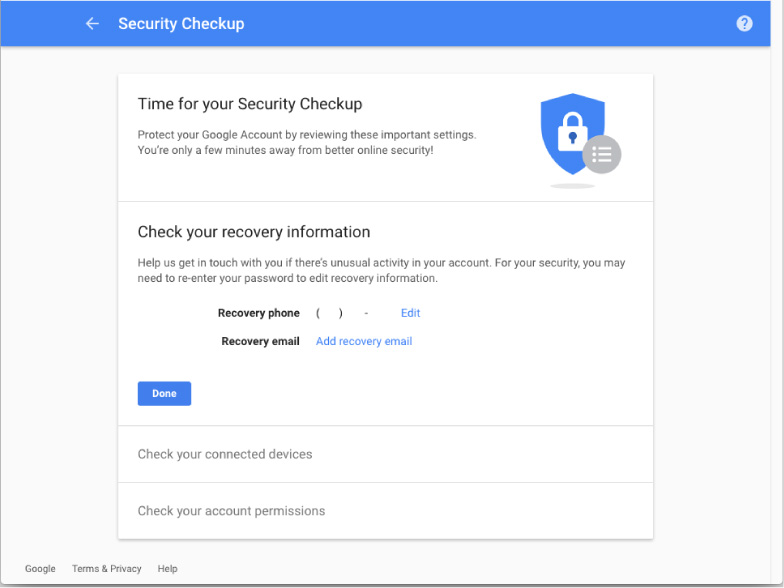 Security Checkup
?
Time for your Security Checkup
Protect your Google Account by reviewing these important settings.
You're only a few minutes away from better online security!
Check your recovery information
Help us get in touch with you if there's unusual activity in your account. For your security, you may
need to re-enter your password to edit recovery information.
Recovery phone ( ) - Edit
Recovery email Add recovery email
Done
Check your connected devices
Check your account permissions
Google Terms & Privacy Help